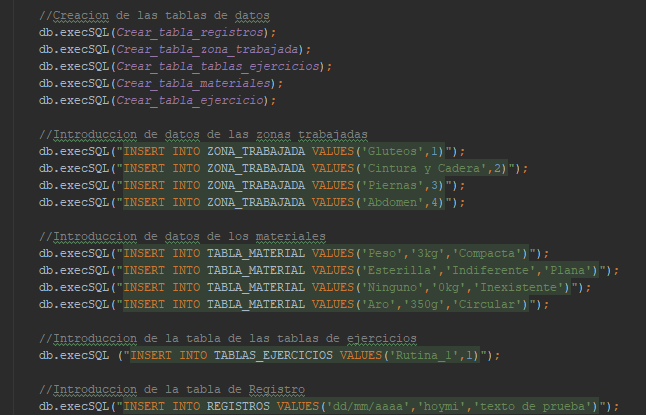 //Creacion de las tablas de datos
db.execSQL(Crear_tabla_registros);
db.execSQL(Crear_tabla_zona_trabajada);
db.execSQL(Crear_tabla_tablas_ejercicios);
db.execSQL(Crear_tabla_materiales);
db.execSQL(Crear_tabla_ejercicio);
//Introduccion de datos de las zonas trabajadas
db.execSQL("INSERT INTO ZONA_TRABAJADA VALUES('Gluteos',1)");
db.execSQL("INSERT INTO ZONA_TRABAJADA VALUES('Cintura y Cadera',2)");
db.execSQL("INSERT INTO ZONA_TRABAJADA VALUES('Piernas',3)");
db.execSQL("INSERT INTO ZONA_TRABAJADA VALUES('Abdomen',4)");
//Introduccion de datos de los materiales
db.execSQL("INSERT INTO TABLA_MATERIAL VALUES('Peso','3kg','Compacta')");
db.execSQL("INSERT INTO TABLA_MATERIAL VALUES('Esterilla','Indiferente','Plana')");
db.execSQL("INSERT INTO TABLA_MATERIAL VALUES('Ninguno','0kg','Inexistente')");
db.execSQL("INSERT INTO TABLA_MATERIAL VALUES('Aro','350g','Circular')");
//Introduccion de la tabla de las tablas de ejercicios
db.execSQL ("INSERT INTO TABLAS_EJERCICIOS VALUES('Rutina_1',1)");
//Introduccion de la tabla de Registro
db.execSQL("INSERT INTO REGISTROS VALUES('dd/mm/aaaa','hoymi','texto de prueba')");